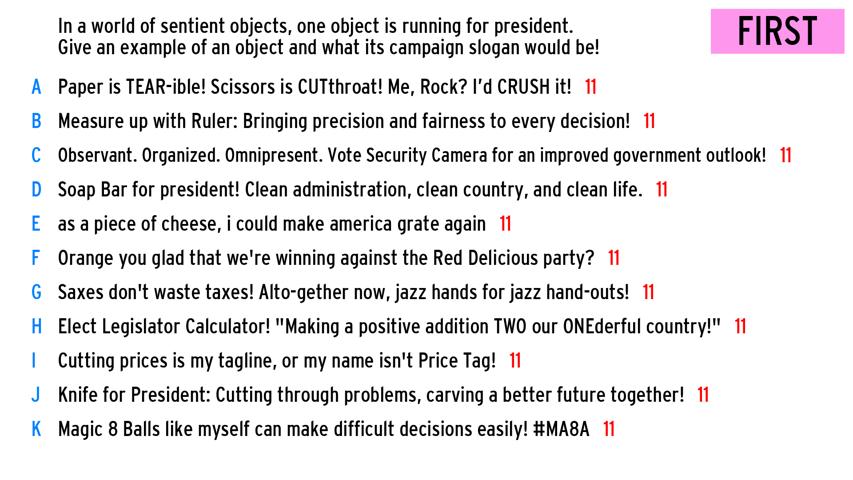 In a world of sentient objects, one object is running for president.
Give an example of an object and what its campaign slogan would be!
FIRST
A Paper is TEAR-ible! Scissors is CUTthroat! Me, Rock? I'd CRUSH it! 11
B Measure up with Ruler: Bringing precision and fairness to every decision! 11
C Observant. Organized. Omnipresent. Vote Security Camera for an improved government outlook! 11
D Soap Bar for president! Clean administration, clean country, and clean life. 11
E as a piece of cheese, i could make america grate again 11
F Orange you glad that we're winning against the Red Delicious party? 11
G Saxes don't waste taxes! Alto-gether now, jazz hands for jazz hand-outs! 11
H Elect Legislator Calculator! "Making a positive addition TWO our ONEderful country!" 11
I Cutting prices is my tagline, or my name isn't Price Tag! 11
J Knife for President: Cutting through problems, carving a better future together! 11
K Magic 8 Balls like myself can make difficult decisions easily! #MA8A 11